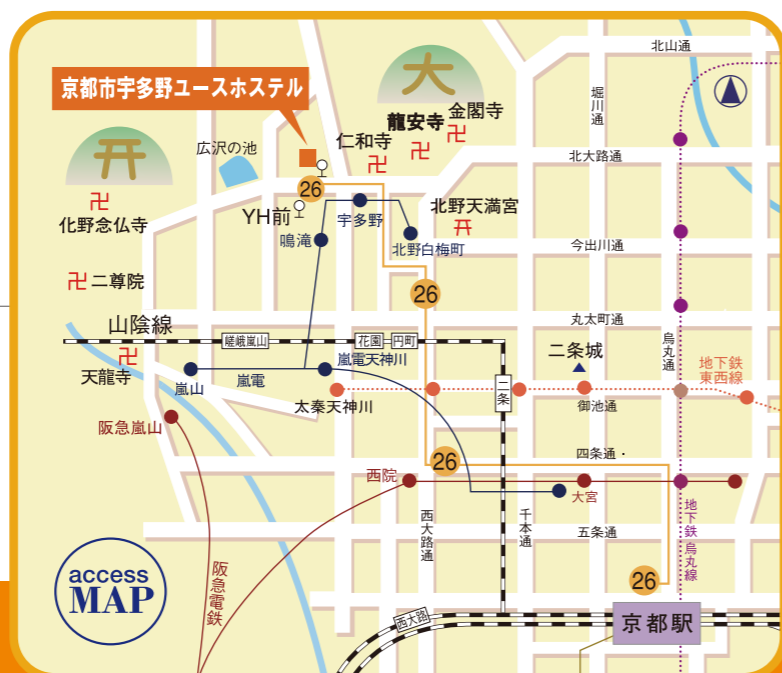 北山通
京都市宇多野ユースホステル
金閣寺
堀川通
龍安寺
仁和寺
広沢の池
北大路通
26
YH前
化野念仏寺
宇多野
北野天満宮
鳴滝
北野白梅町
今出川通
二尊院
26
山陰線
丸太町通
嵯峨嵐山
花園
円町
烏丸通
二条城
嵐電天神川
地下鉄
東西線
天龍寺
嵐山
嵐電
二条
太秦天神川
御池通
阪急嵐山
四条通・
26
西院
大宮
西大路通
千本通
五条通
地下鉄 烏丸線
access
MAP
阪急電鉄
26
西大路
京都駅